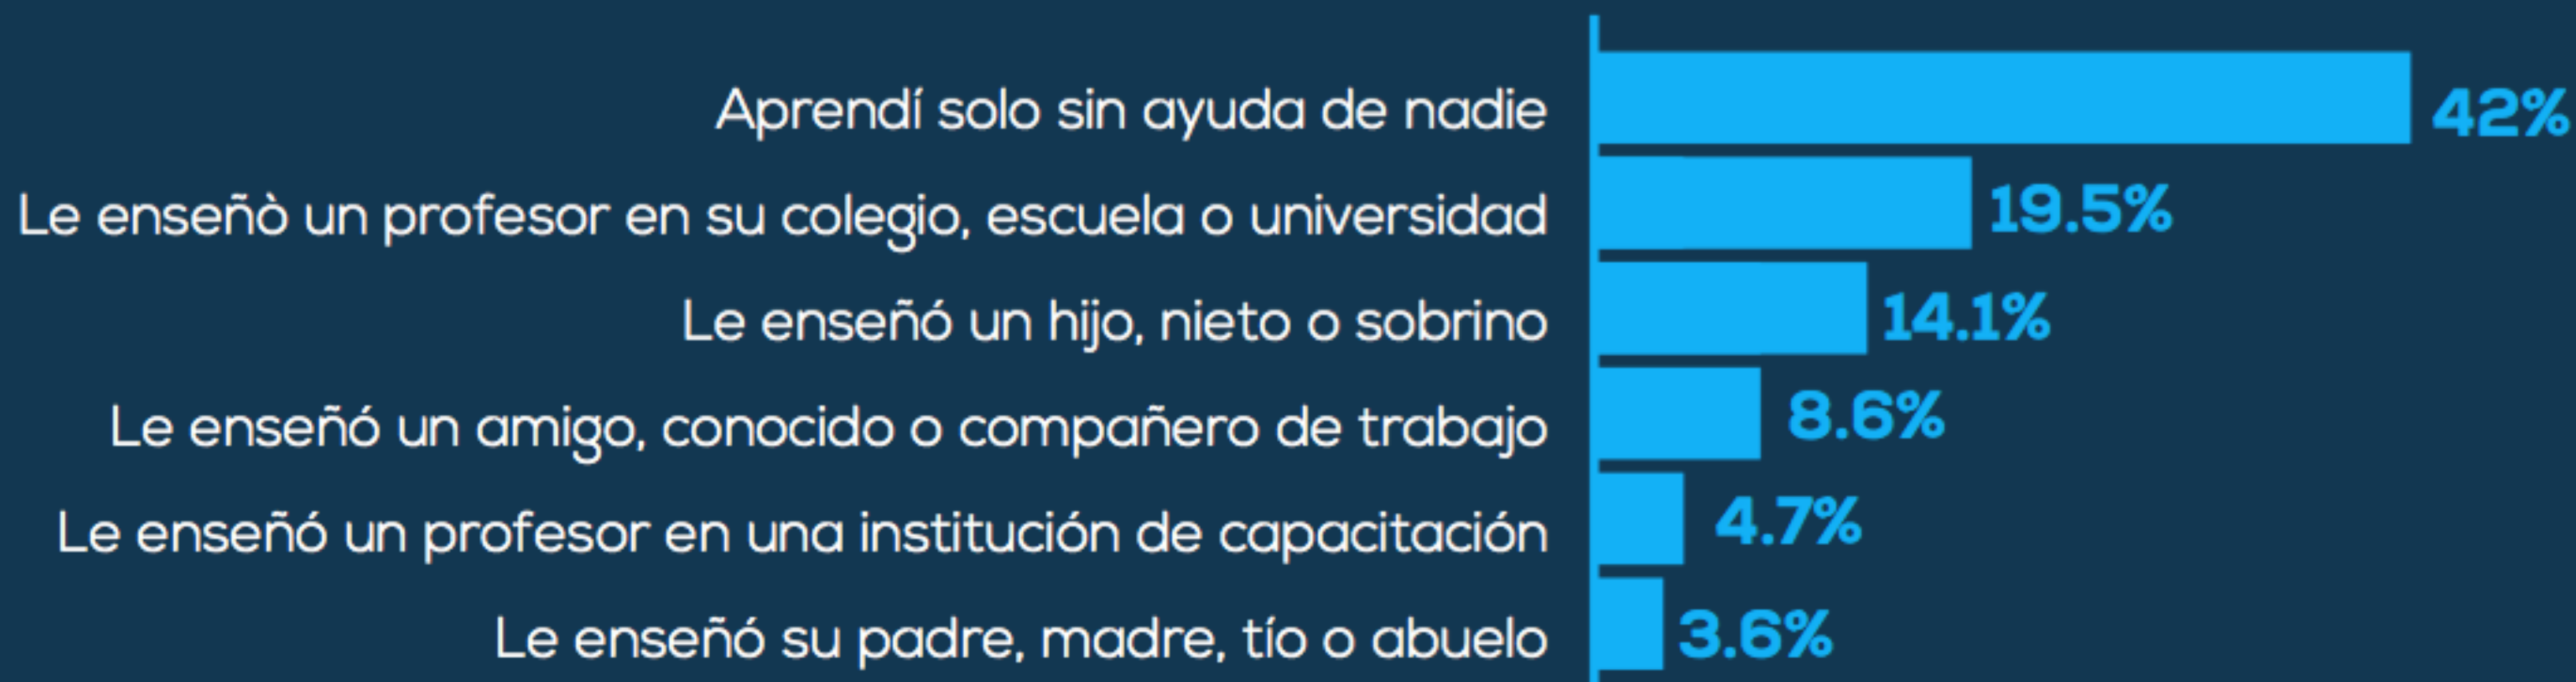 Aprendí solo sin ayuda de nadie 42%
Le enseñò un profesor en su colegio, escuela o universidad 19.5%
Le enseñó un hijo, nieto o sobrino 14.1%
Le enseñó un amigo, conocido o compañero de trabajo 8.6%
Le enseñó un profesor en una institución de capacitación 4.7%
Le enseñó su padre, madre, tío o abuelo 3.6%